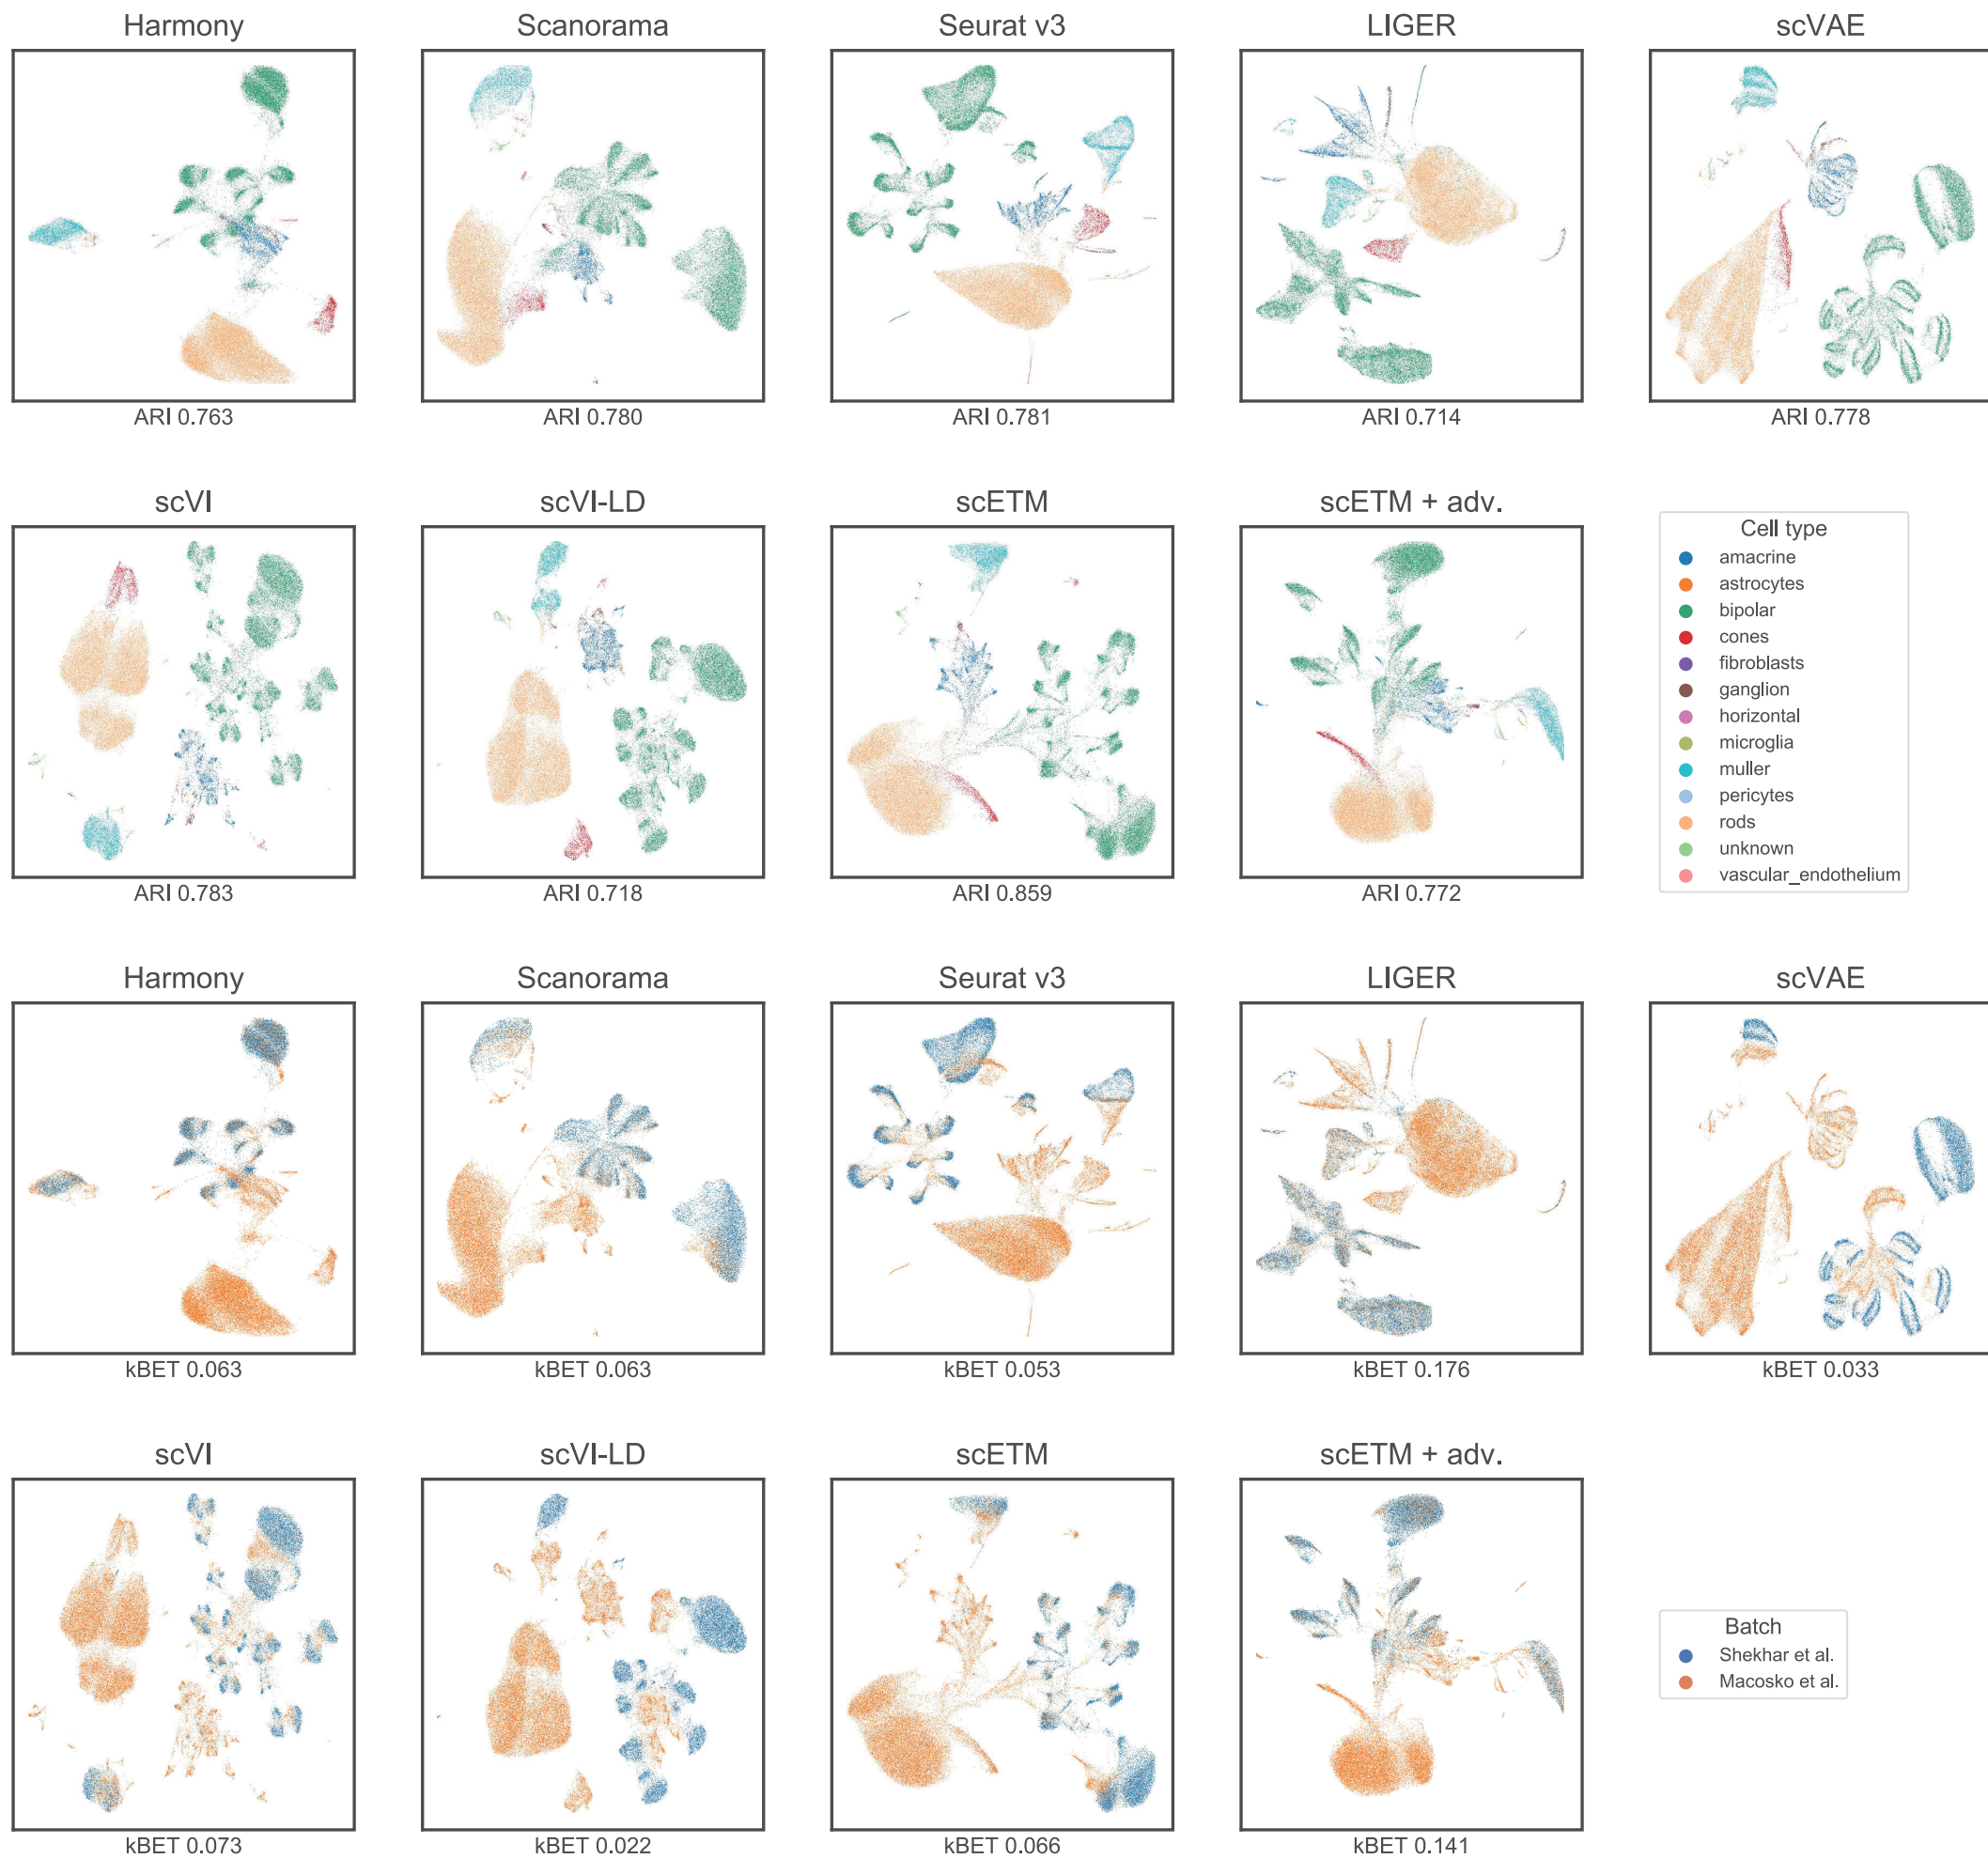 Harmony
Scanorama
Seurat v3
LIGER
scVAE
ARI 0.763
ARI 0.780
ARI 0.781
ARI 0.714
ARI 0.778
scVI
scVI-LD
scETM
scETM + adv.
Cell type
amacrine
astrocytes
bipolar
cones
fibroblasts
ganglion
horizontal
microglia
muller
pericytes
rods
unknown
vascular_endothelium
ARI 0.783
ARI 0.718
ARI 0.859
ARI 0.772
Harmony
Scanorama
Seurat v3
LIGER
scVAE
kBET 0.063
kBET 0.063
kBET 0.053
kBET 0.176
kBET 0.033
scVI
scVI-LD
scETM
scETM + adv.
Batch
Shekhar et al.
Macosko et al.
kBET 0.073
kBET 0.022
kBET 0.066
kBET 0.141